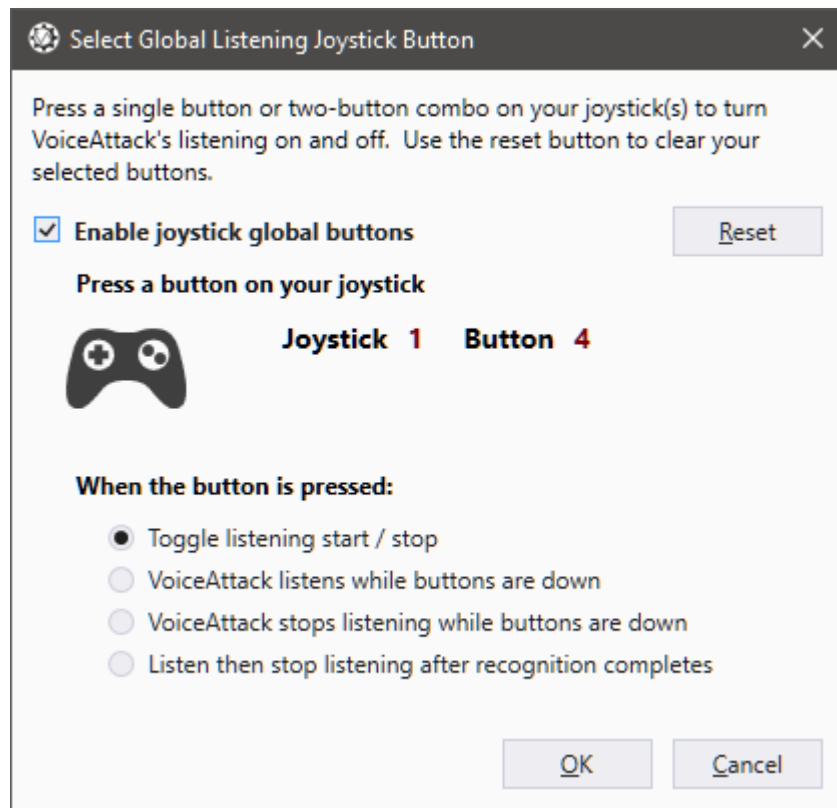 Select Global Listening Joystick Button
Press a single button or two-button combo on your joystick(s) to turn
VoiceAttack's listening on and off.  Use the reset button to clear your
selected buttons.
Enable joystick global buttons
Reset
Press a button on your joystick
Joystick 1 Button 4
When the button is pressed:
Toggle listening start / stop
VoiceAttack listens while buttons are down
VoiceAttack stops listening while buttons are down
Listen then stop listening after recognition completes
OK Cancel